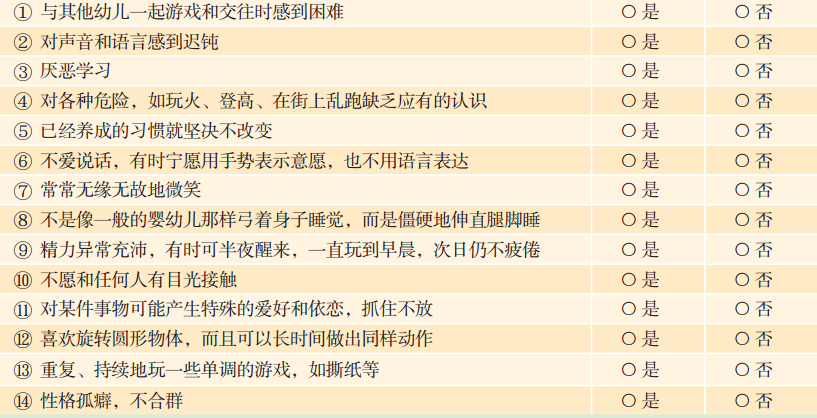 ① 与其他幼儿一起游戏和交往时感到困难 ○ 是 ○ 否
② 对声音和语言感到迟钝 ○ 是 ○ 否
③ 厌恶学习 ○ 是 ○ 否
④ 对各种危险，如玩火、登高、在街上乱跑缺乏应有的认识 ○ 是 ○ 否
⑤ 已经养成的习惯就坚决不改变 ○ 是 ○ 否
⑥ 不爱说话，有时宁愿用手势表示意愿，也不用语言表达 ○ 是 ○ 否
⑦ 常常无缘无故地微笑 ○ 是 ○ 否
⑧ 不是像一般的婴幼儿那样弓着身子睡觉，而是僵硬地伸直腿脚睡 ○ 是 ○ 否
⑨ 精力异常充沛，有时可半夜醒来，一直玩到早晨，次日仍不疲倦 ○ 是 ○ 否
⑩ 不愿和任何人有目光接触 ○ 是 ○ 否
⑪ 对某件事物可能产生特殊的爱好和依恋，抓住不放 ○ 是 ○ 否
⑫ 喜欢旋转圆形物体，而且可以长时间做出同样动作 ○ 是 ○ 否
⑬ 重复、持续地玩一些单调的游戏，如撕纸等 ○ 是 ○ 否
⑭ 性格孤癖，不合群 ○ 是 ○ 否